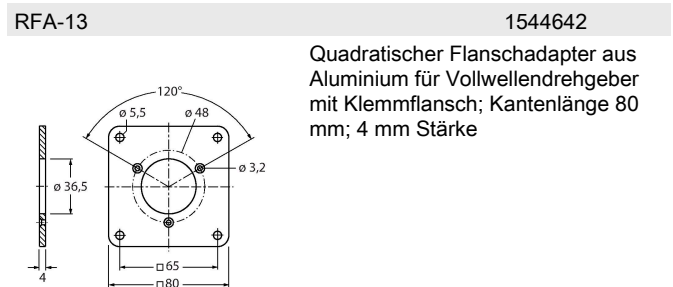 RFA-13 1544642
Quadratischer Flanschadapter aus
Aluminium für Vollwellendrehgeber
mit Klemmflansch; Kantenlänge 80
mm; 4 mm Stärke
120°
ø 5,5 ø 48
ø 3,2
ø 36,5
4
□65
□80